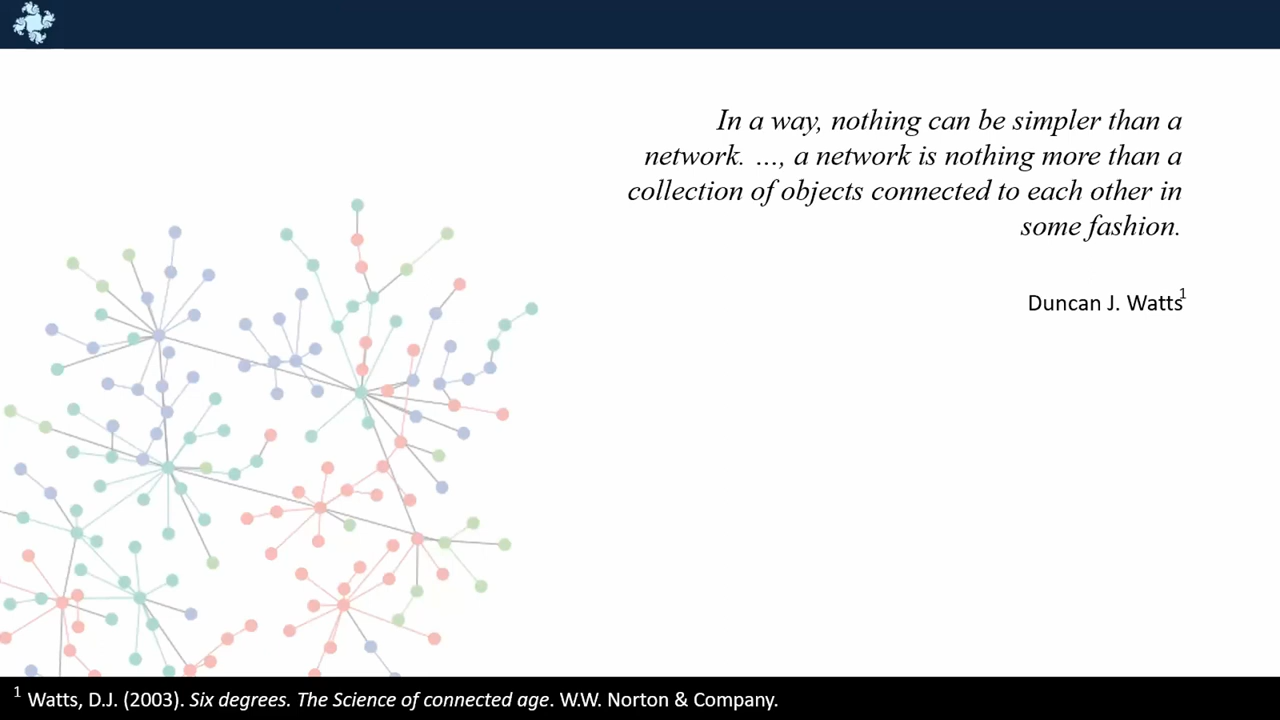 In a way, nothing can be simpler than a
network. …, a network is nothing more than a
collection of objects connected to each other in
some fashion.
Duncan J. Watts1
1 Watts, D.J. (2003). Six degrees. The Science of connected age. W.W. Norton & Company.